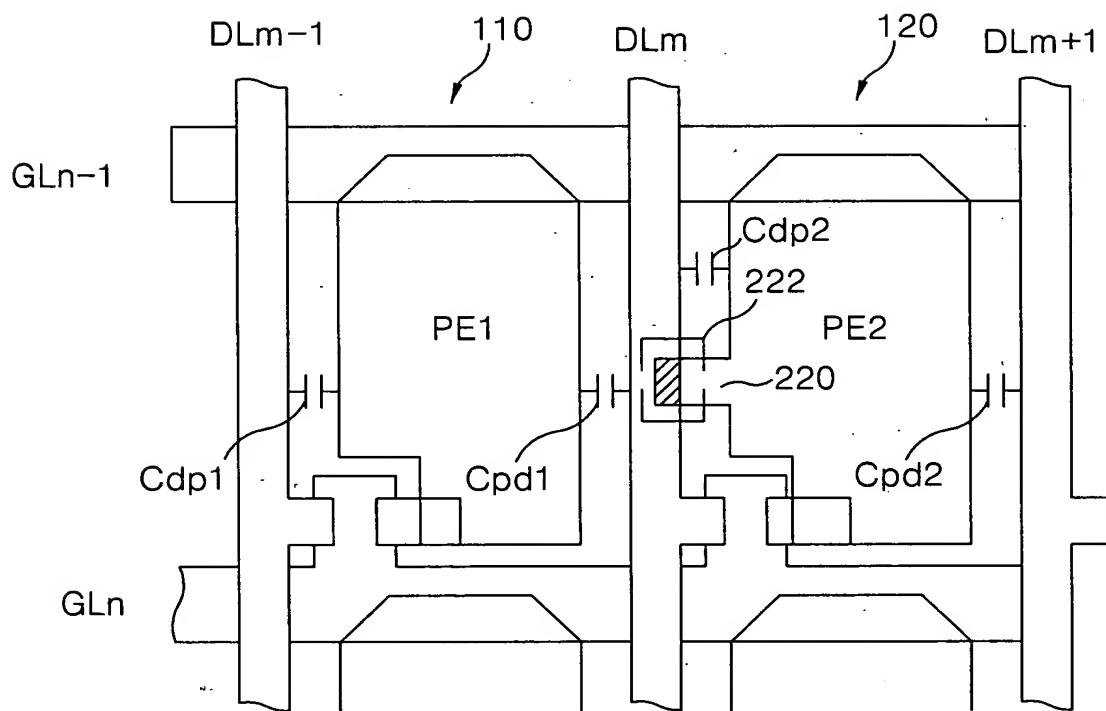 DLm-1
110
DLm
120
DLm+1
GLn-1
Cdp2
222
PE1
PE2
220
Cdp1
Cpd1
Cpd2
GLn